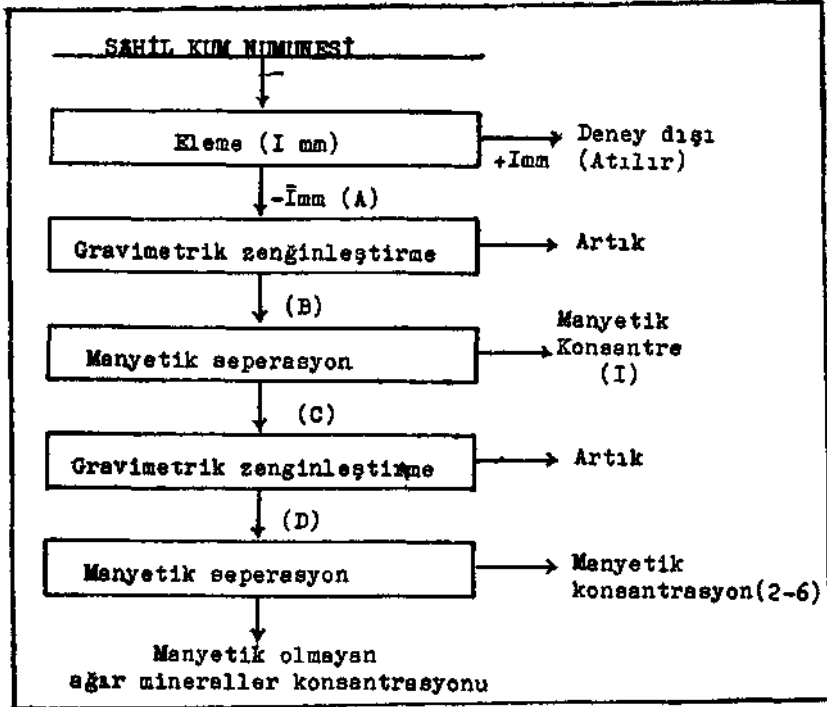 SAHİL KUM NUMUNESİ
Eleme (I mm)
+Imm
Deney dışı
(Atılır)
-Imm (A)
Gravimetrik zenğinleştirme
Artık
(B)
Manyetik seperasyon
Manyetik
Konsantre
(I)
(C)
Gravimetrik zenginleştirme
Artık
(D)
Manyetik seperasyon
Manyetik
konsantrasyon(2-6)
Manyetik olmayan
ağır mineraller konsantrasyonu